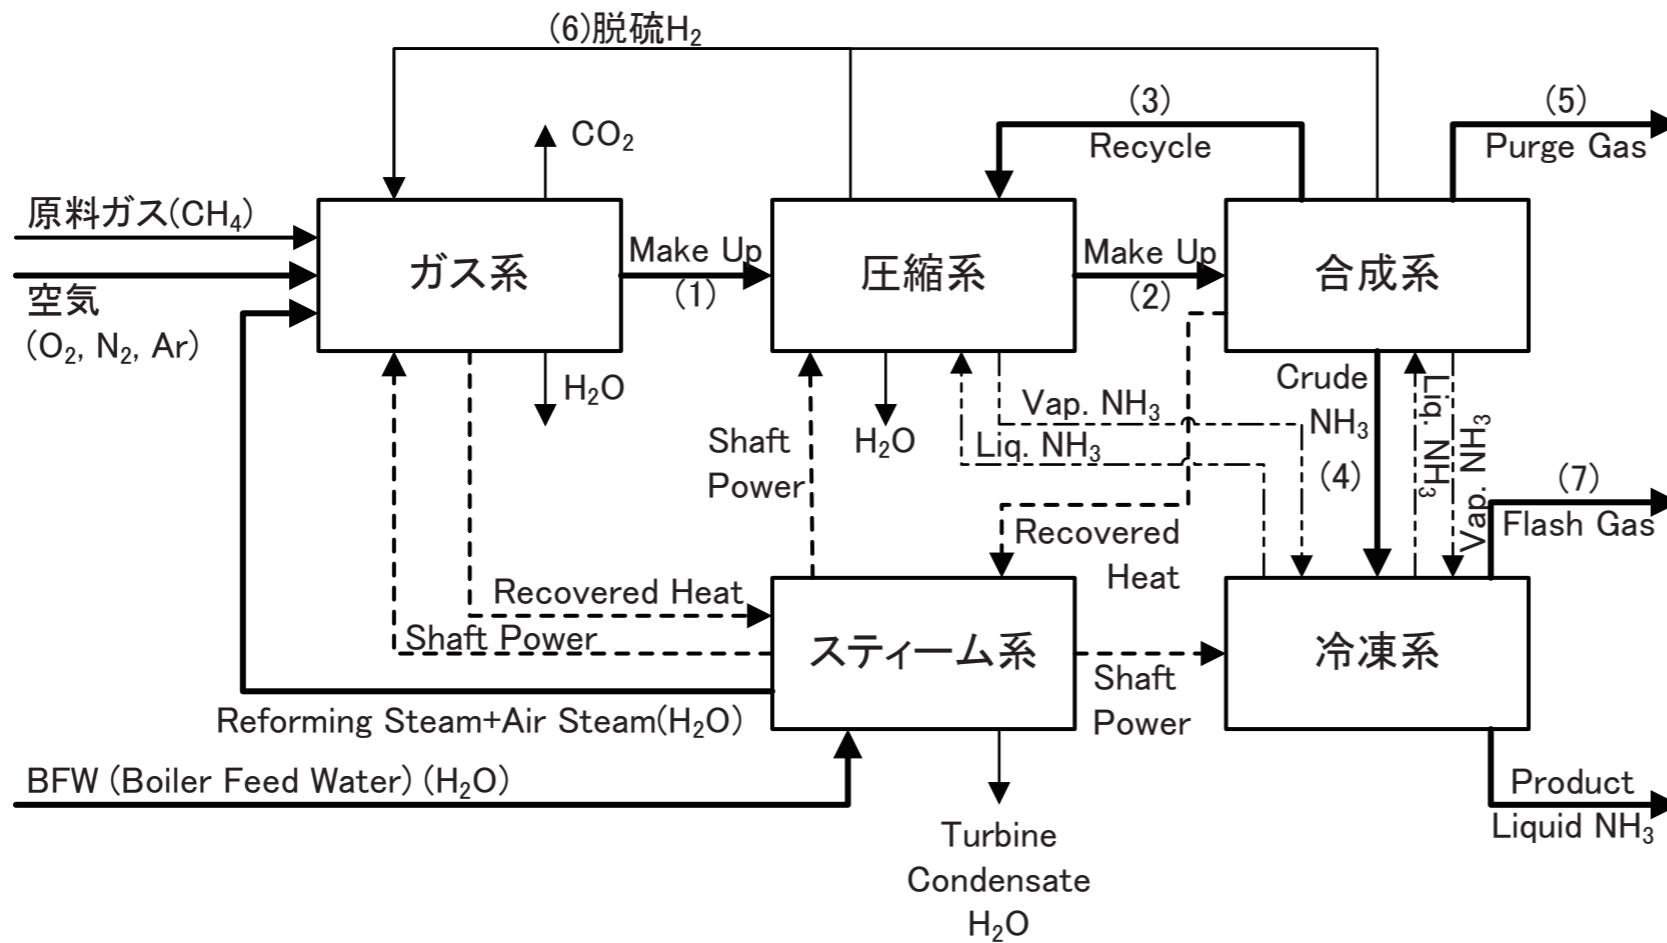 (6)脱硫H₂
(3)
Recycle
(5)
Purge Gas
CO₂
原料ガス(CH₄)
空気
(O₂, N₂, Ar)
ガス系
Make Up
(1)
圧縮系
Make Up
(2)
合成系
H₂O
Shaft
Power
H₂O
Vap. NH₃
Liq. NH₃
Crude
NH₃
(4)
Liq. NH₃
Vap. NH₃
(7)
Flash Gas
Recovered
Heat
Recovered Heat
Shaft Power
スティーム系
Shaft
Power
冷凍系
Reforming Steam+Air Steam(H₂O)
BFW (Boiler Feed Water) (H₂O)
Turbine
Condensate
H₂O
Product
Liquid NH₃